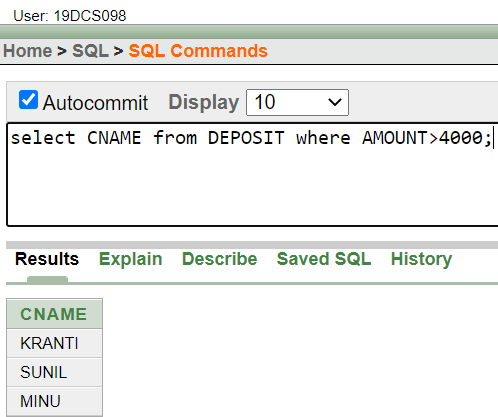 User: 19DCS098
Home > SQL > SQL Commands
Autocommit Display 10
select CNAME from DEPOSIT where AMOUNT>4000;
Results Explain Describe Saved SQL History
CNAME
KRANTI
SUNIL
MINU